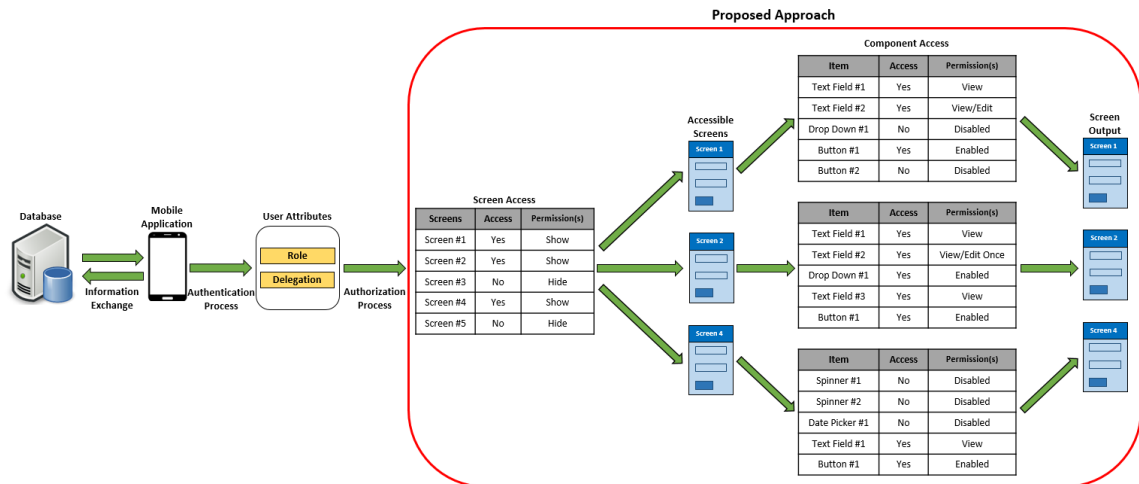 Proposed Approach
Database
Information
Exchange
Mobile
Application
Authentication
Process
User Attributes
Role
Delegation
Authorization
Process
Screen Access
Screens Access Permission(s)
Screen #1 Yes Show
Screen #2 Yes Show
Screen #3 No Hide
Screen #4 Yes Show
Screen #5 No Hide
Accessible
Screens
Screen 1
Screen 2
Screen 4
Component Access
Item Access Permission(s)
Text Field #1 Yes View
Text Field #2 Yes View/Edit
Drop Down #1 No Disabled
Button #1 Yes Enabled
Button #2 No Disabled
Item Access Permission(s)
Text Field #1 Yes View
Text Field #2 Yes View/Edit Once
Drop Down #1 Yes Enabled
Text Field #3 Yes View
Button #1 Yes Enabled
Item Access Permission(s)
Spinner #1 No Disabled
Spinner #2 No Disabled
Date Picker #1 No Disabled
Text Field #1 Yes View
Button #1 Yes Enabled
Screen
Output
Screen 1
Screen 2
Screen 4